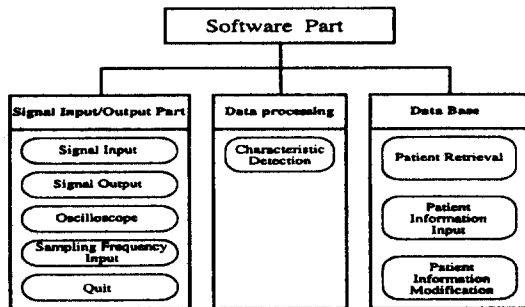 Software Part
Signal Input/Output Part
Signal Input
Signal Output
Oscilloscope
Sampling Frequency
Input
Quit
Data processing
Characteristic
Detection
Data Base
Patient Retrieval
Patient
Information
Input
Patient
Information
Modification